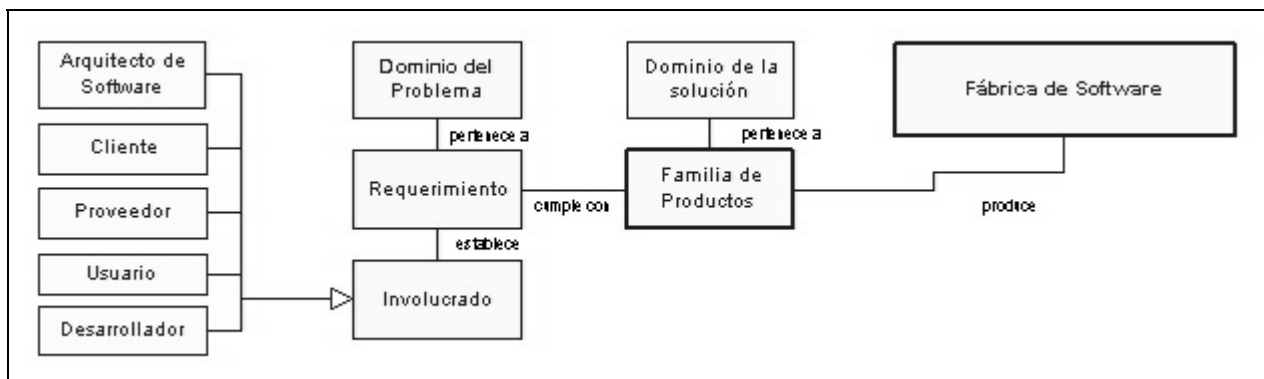 Arquitecto de
Software
Cliente
Proveedor
Usuario
Desarrollador
Dominio del
Problema
pertenece a
Requerimiento
establece
Involucrado
cumple con
Dominio de la
solución
pertenece a
Familia de
Productos
produce
Fábrica de Software